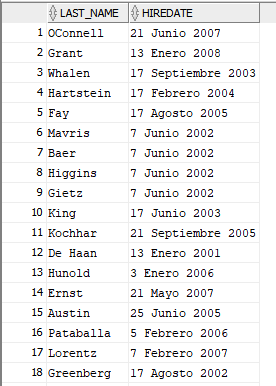 LAST_NAME HIREDATE
1 OConnell 21 Junio 2007
2 Grant 13 Enero 2008
3 Whalen 17 Septiembre 2003
4 Hartstein 17 Febrero 2004
5 Fay 17 Agosto 2005
6 Mavris 7 Junio 2002
7 Baer 7 Junio 2002
8 Higgins 7 Junio 2002
9 Gietz 7 Junio 2002
10 King 17 Junio 2003
11 Kochhar 21 Septiembre 2005
12 De Haan 13 Enero 2001
13 Hunold 3 Enero 2006
14 Ernst 21 Mayo 2007
15 Austin 25 Junio 2005
16 Pataballa 5 Febrero 2006
17 Lorentz 7 Febrero 2007
18 Greenberg 17 Agosto 2002